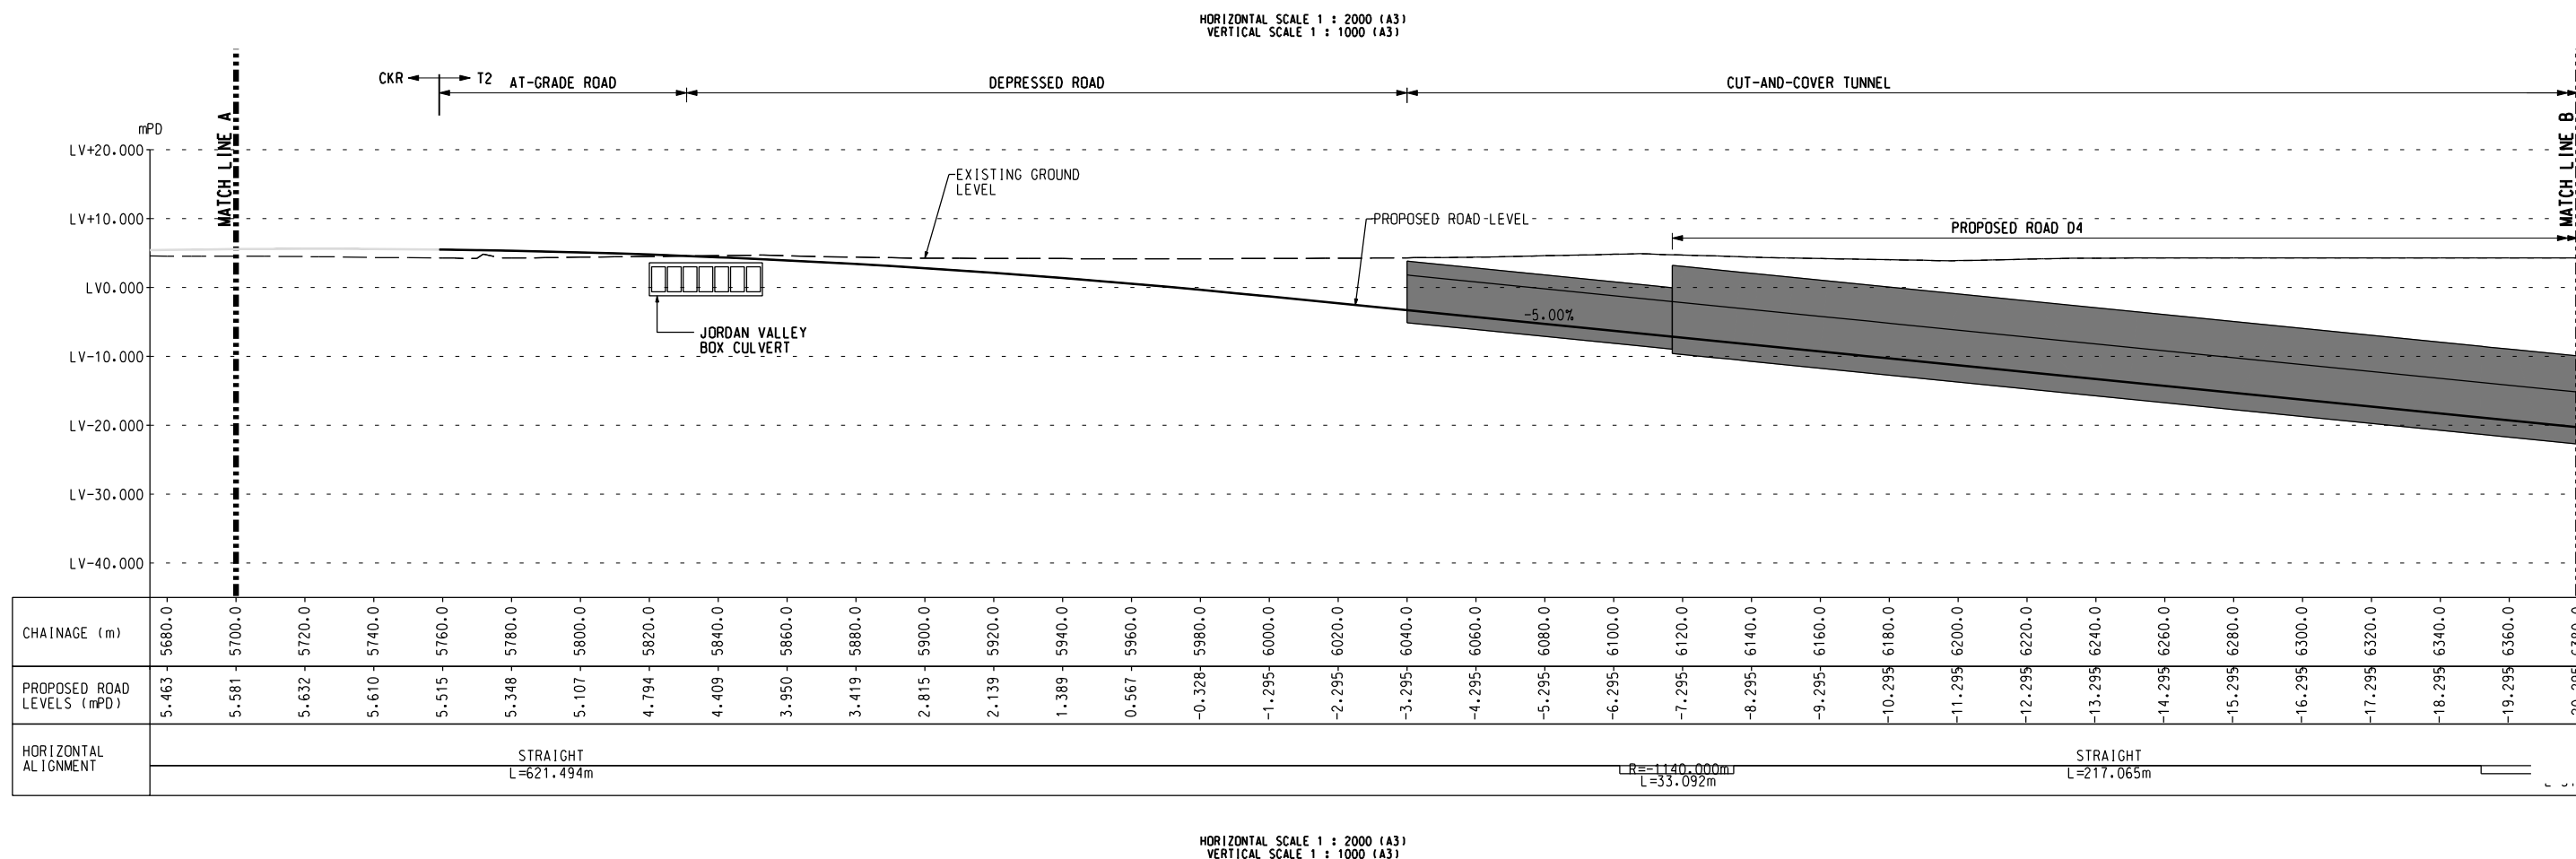 HORIZONTAL SCALE 1 : 2000 (A3)
VERTICAL SCALE 1 : 1000 (A3)
CKR T2 AT-GRADE ROAD DEPRESSED ROAD CUT-AND-COVER TUNNEL
MATCH LINE A
MATCH LINE B
mPD
LV+20.000
EXISTING GROUND
LEVEL
LV+10.000
PROPOSED ROAD LEVEL
PROPOSED ROAD D4
LV0.000
-5.00%
JORDAN VALLEY
BOX CULVERT
LV-10.000
LV-20.000
LV-30.000
LV-40.000
CHAINAGE (m)
5680.0 5700.0 5720.0 5740.0 5760.0 5780.0 5800.0 5820.0 5840.0 5860.0 5880.0 5900.0 5920.0 5940.0 5960.0 5980.0 6000.0 6020.0 6040.0 6060.0 6080.0 6100.0 6120.0 6140.0 6160.0 6180.0 6200.0 6220.0 6240.0 6260.0 6280.0 6300.0 6320.0 6340.0 6360.0 6380.0
PROPOSED ROAD
LEVELS (mPD)
5.463 5.581 5.632 5.610 5.515 5.348 5.107 4.794 4.409 3.950 3.419 2.815 2.139 1.389 0.567 -0.328 -1.295 -2.295 -3.295 -4.295 -5.295 -6.295 -7.295 -8.295 -9.295 -10.295 -11.295 -12.295 -13.295 -14.295 -15.295 -16.295 -17.295 -18.295 -19.295 -20.295
HORIZONTAL
ALIGNMENT
STRAIGHT
L=621.494m
R=-1140.000m
L=33.092m
STRAIGHT
L=217.065m
HORIZONTAL SCALE 1 : 2000 (A3)
VERTICAL SCALE 1 : 1000 (A3)